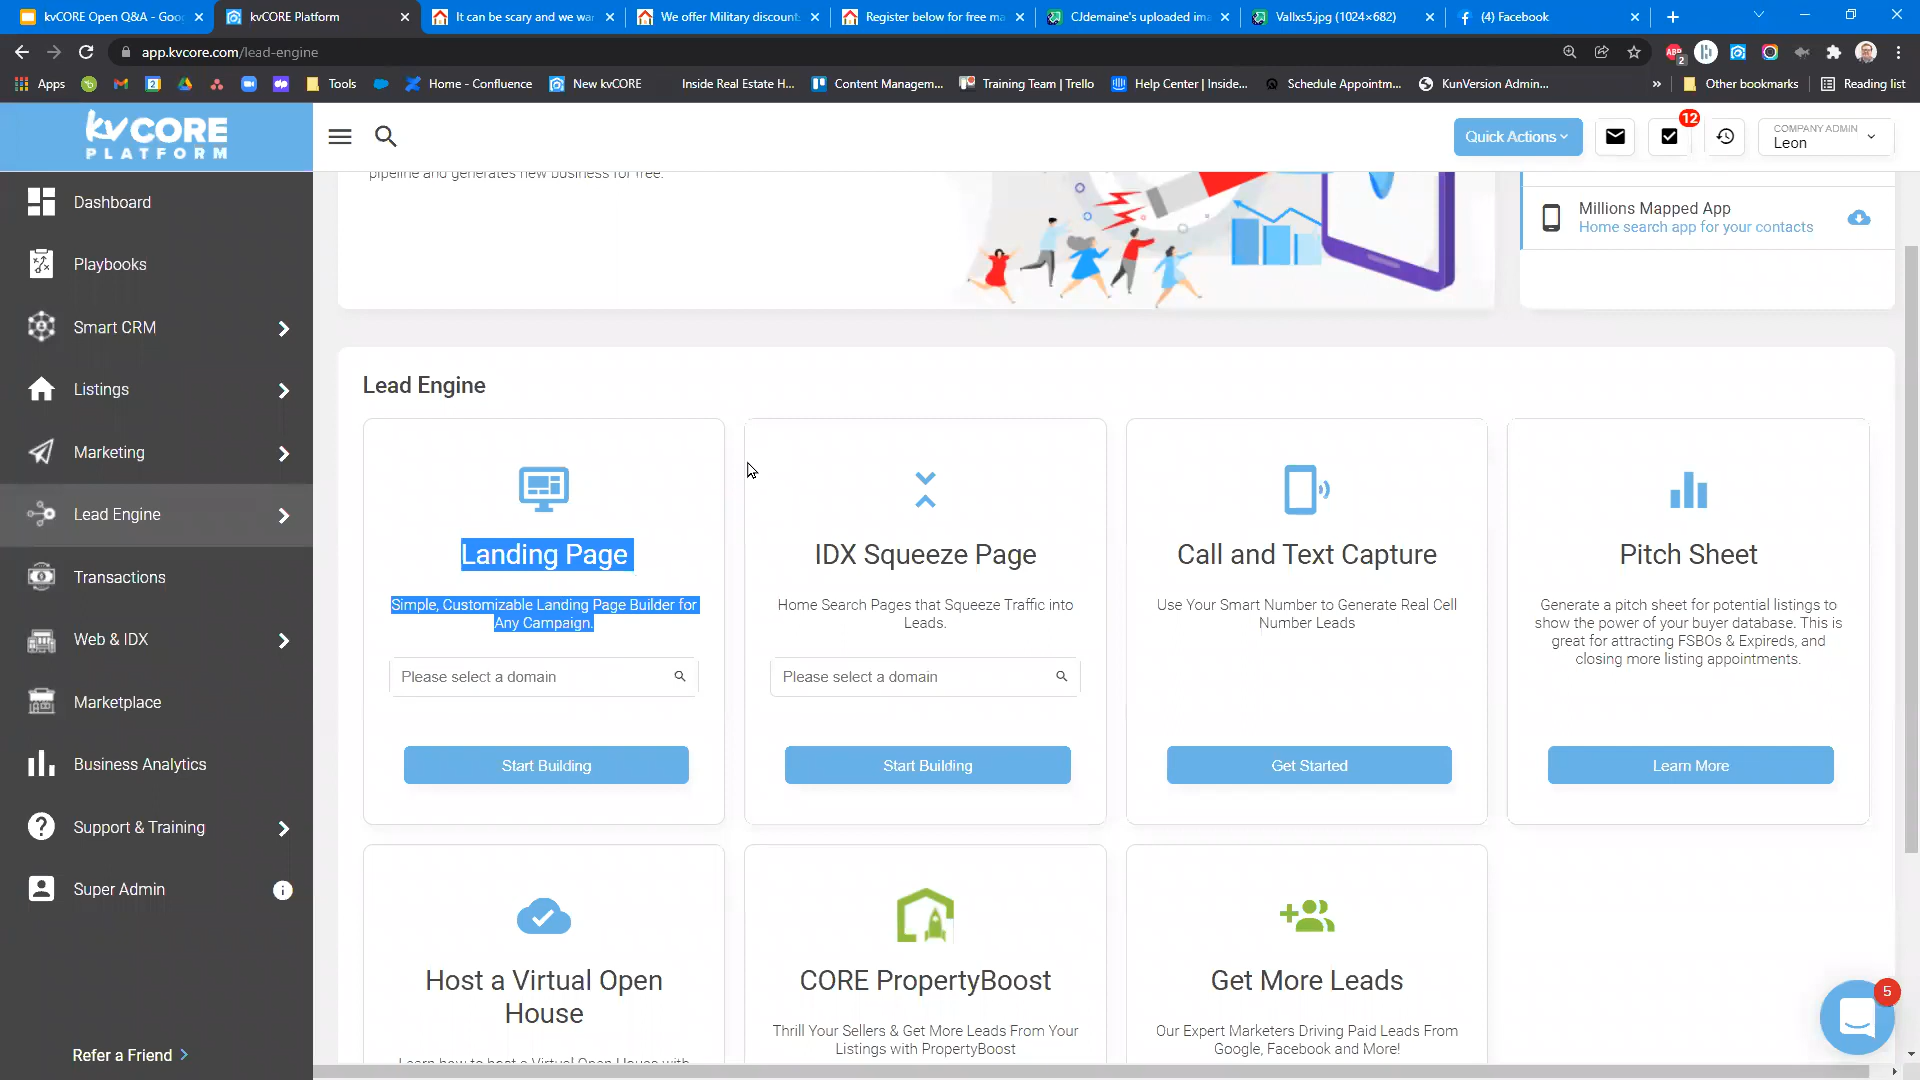 kvCORE Open Q&A - Goo
kvCORE Platform
It can be scary and we wa
We offer Military discount
Register below for free ma
CJdemaine's uploaded ima
Vallxs5.jpg (1024×682)
(4) Facebook
app.kvcore.com/lead-engine
ABP
2
Apps
Tools
Home - Confluence
New kvCORE
Inside Real Estate H...
Content Managem...
Training Team | Trello
Help Center | Inside...
Schedule Appointm...
KunVersion Admin...
»
Other bookmarks
Reading list
kvCORE
PLATFORM
Quick Actions
12
COMPANY ADMIN
Leon
Dashboard
Playbooks
Smart CRM
Listings
Marketing
Lead Engine
Transactions
Web & IDX
Marketplace
Business Analytics
Support & Training
Super Admin
Refer a Friend
pipeline and generates new business for free.
Millions Mapped App
Home search app for your contacts
Lead Engine
Landing Page
Simple, Customizable Landing Page Builder for
Any Campaign.
Please select a domain
Start Building
IDX Squeeze Page
Home Search Pages that Squeeze Traffic into
Leads.
Please select a domain
Start Building
Call and Text Capture
Use Your Smart Number to Generate Real Cell
Number Leads
Get Started
Pitch Sheet
Generate a pitch sheet for potential listings to
show the power of your buyer database. This is
great for attracting FSBOs & Expireds, and
closing more listing appointments.
Learn More
Host a Virtual Open
House
Learn how to host a Virtual Open House with
CORE PropertyBoost
Thrill Your Sellers & Get More Leads From Your
Listings with PropertyBoost
Get More Leads
Our Expert Marketers Driving Paid Leads From
Google, Facebook and More!
5